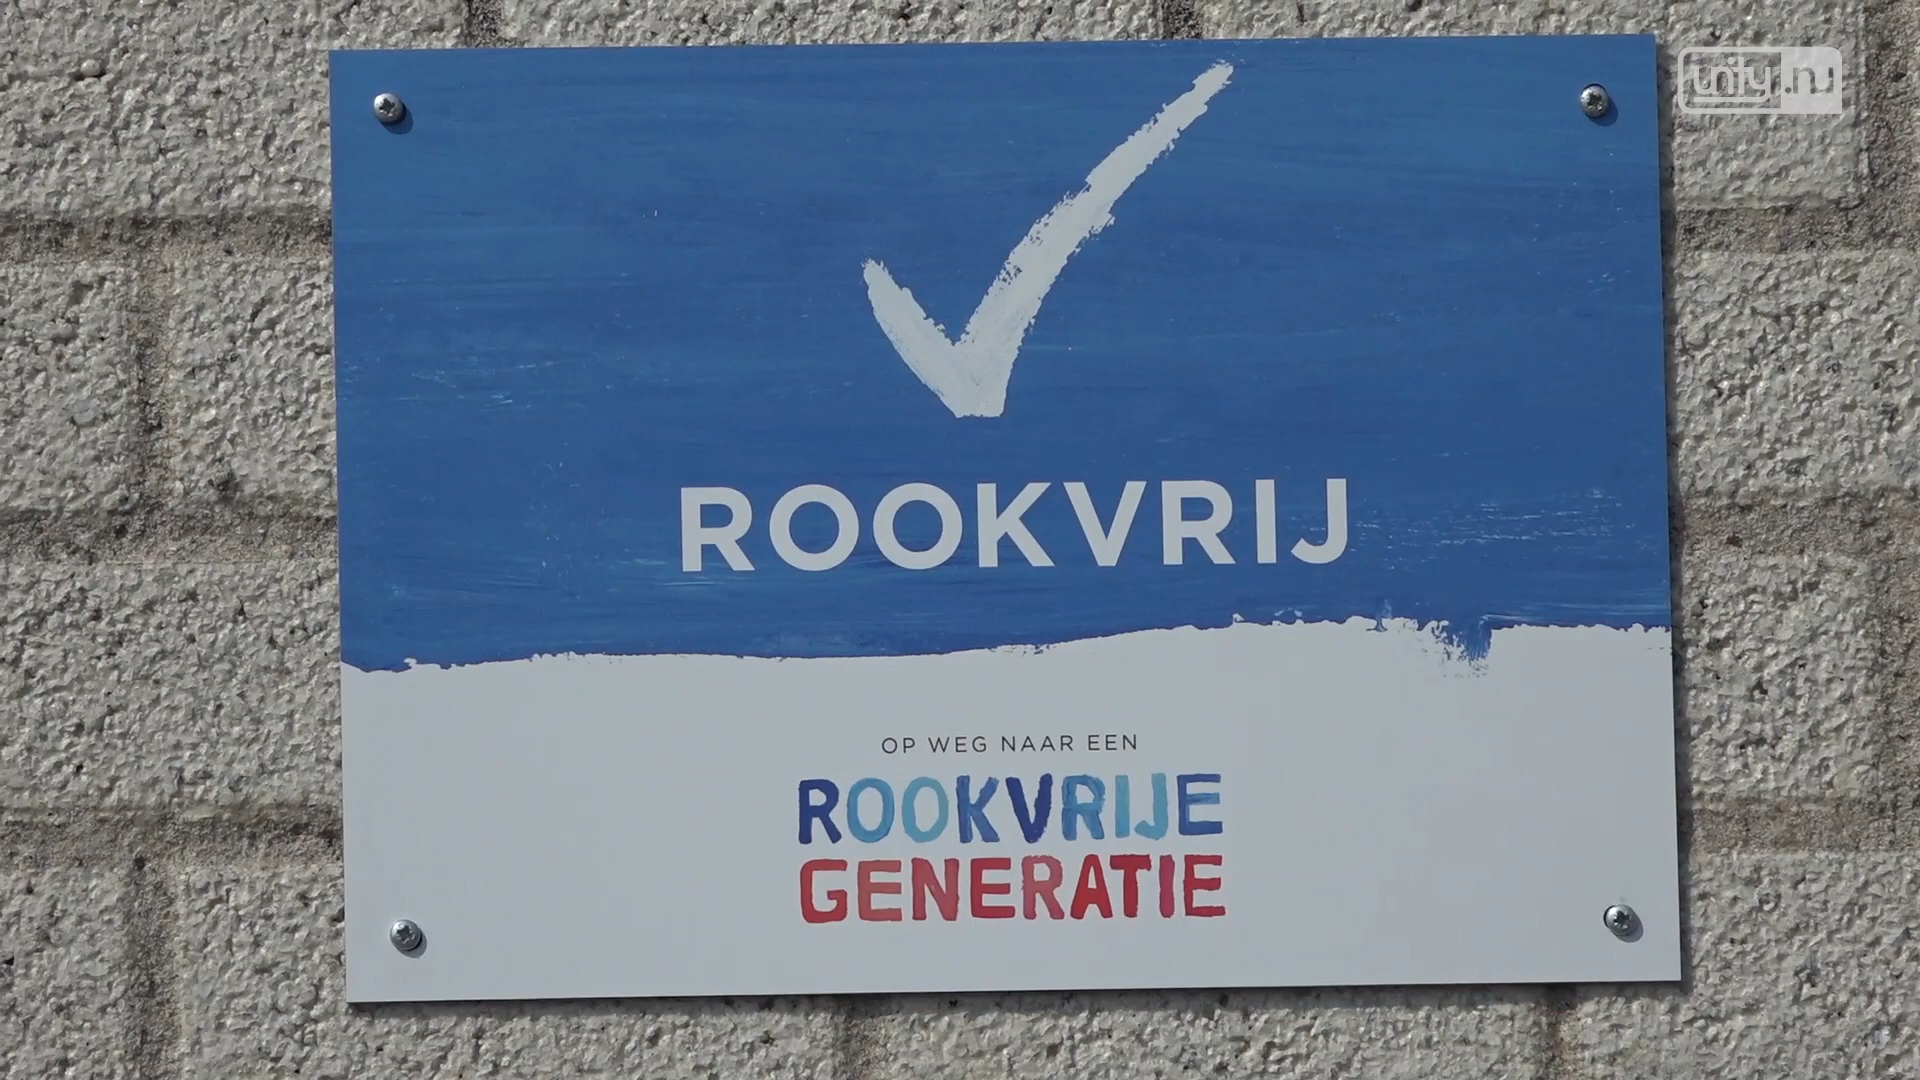 unity.nu
ROOKVRIJ
OP WEG NAAR EEN
ROOKVRIJE
GENERATIE